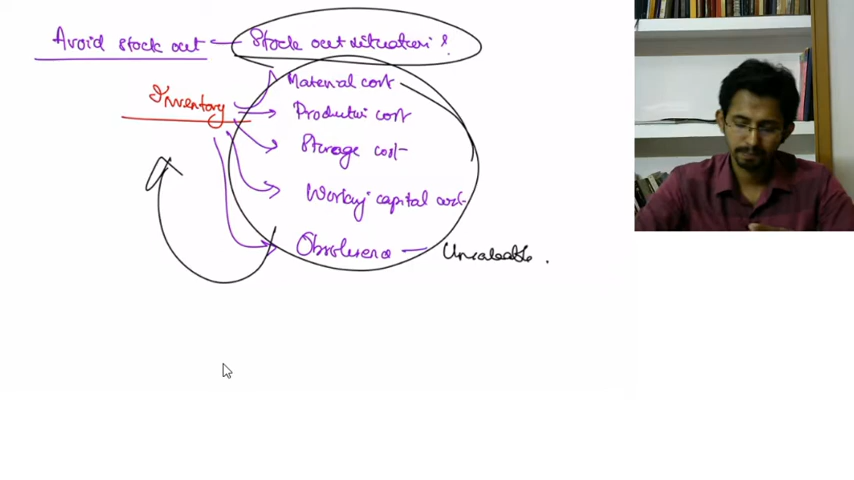 Avoid stock out — Stock out situation !
Inventory
Material cost
Production cost
Storage cost
Working capital cost
Obsolescence — Unsaleable .